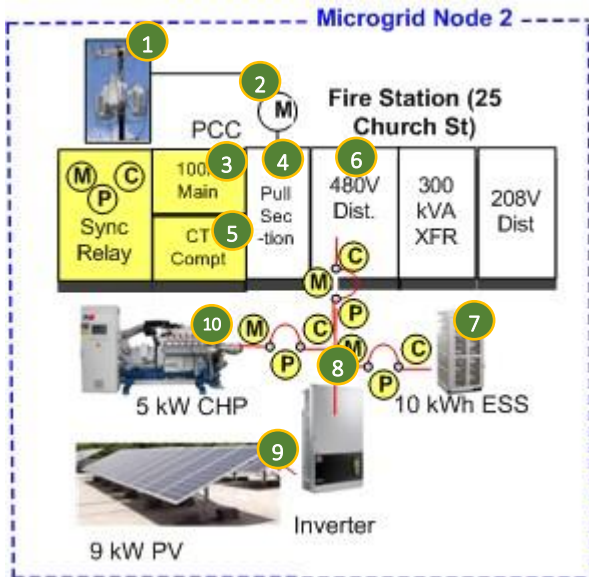 Microgrid Node 2
1
2
M
Fire Station (25
Church St)
PCC
3
4
6
M
C
P
Sync
Relay
Main
5
CT
Compt
Pull
Sec
-tion
480V
Dist.
300
kVA
XFR
208V
Dist
C
M
P
10
M
C
P
8
M
C
P
7
5 kW CHP
10 kWh ESS
9
Inverter
9 kW PV